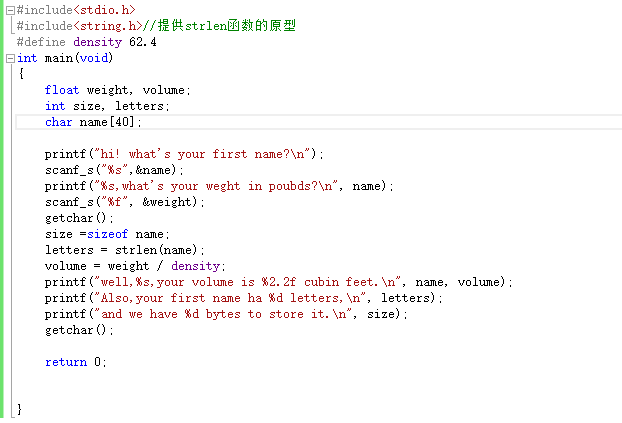 #include<stdio.h>
#include<string.h>//提供strlen函数的原型
#define density 62.4
int main(void)
{
float weight, volume;
int size, letters;
char name[40];
printf("hi! what's your first name?\n");
scanf_s("%s",&name);
printf("%s,what's your weght in poubds?\n", name);
scanf_s("%f", &weight);
getchar();
size =sizeof name;
letters = strlen(name);
volume = weight / density;
printf("well,%s,your volume is %2.2f cubin feet.\n", name, volume);
printf("Also,your first name ha %d letters,\n", letters);
printf("and we have %d bytes to store it.\n", size);
getchar();
return 0;
}